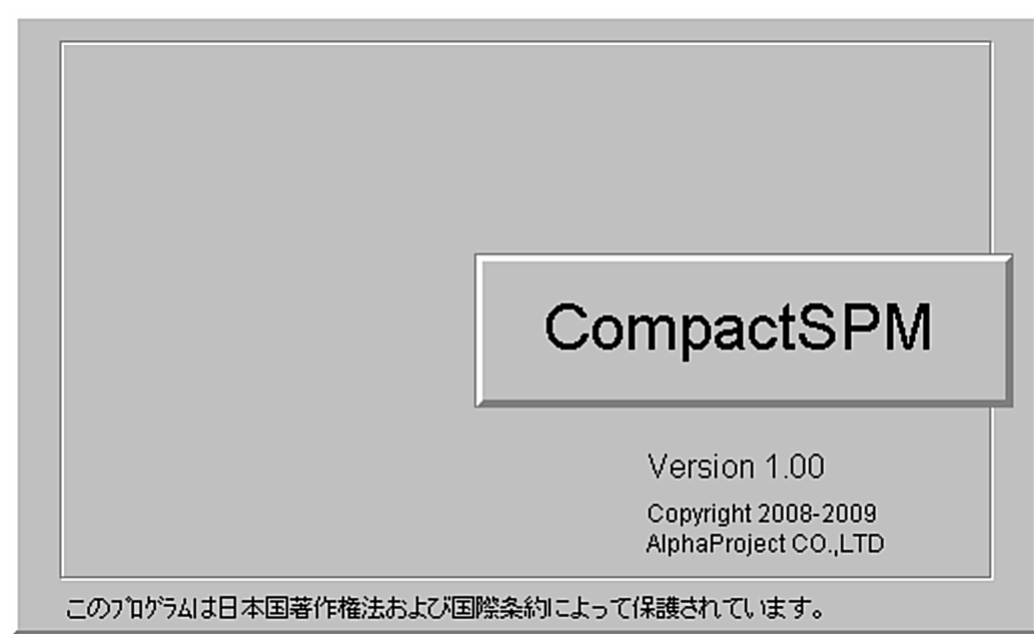 CompactSPM
Version 1.00
Copyright 2008-2009
AlphaProject CO.,LTD
このプログラムは日本国著作権法および国際条約によって保護されています。